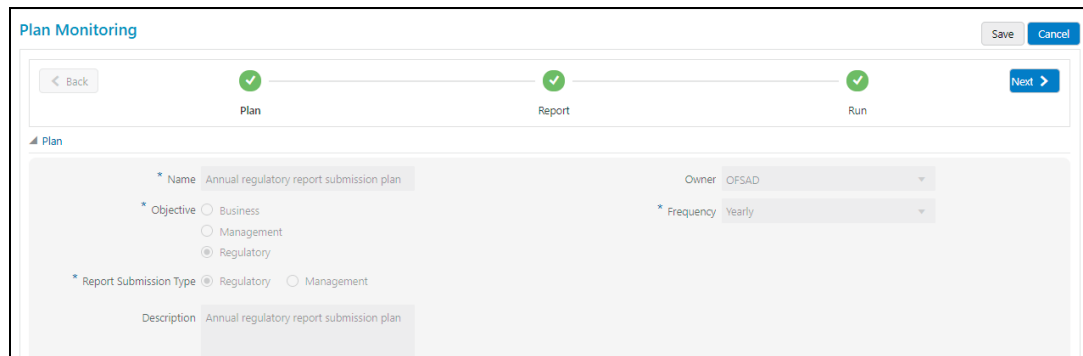 Plan Monitoring
Save Cancel
Back Next
Plan Report Run
Plan
* Name Annual regulatory report submission plan Owner OFSAD
* Objective Business * Frequency Yearly
Management
Regulatory
* Report Submission Type Regulatory Management
Description Annual regulatory report submission plan